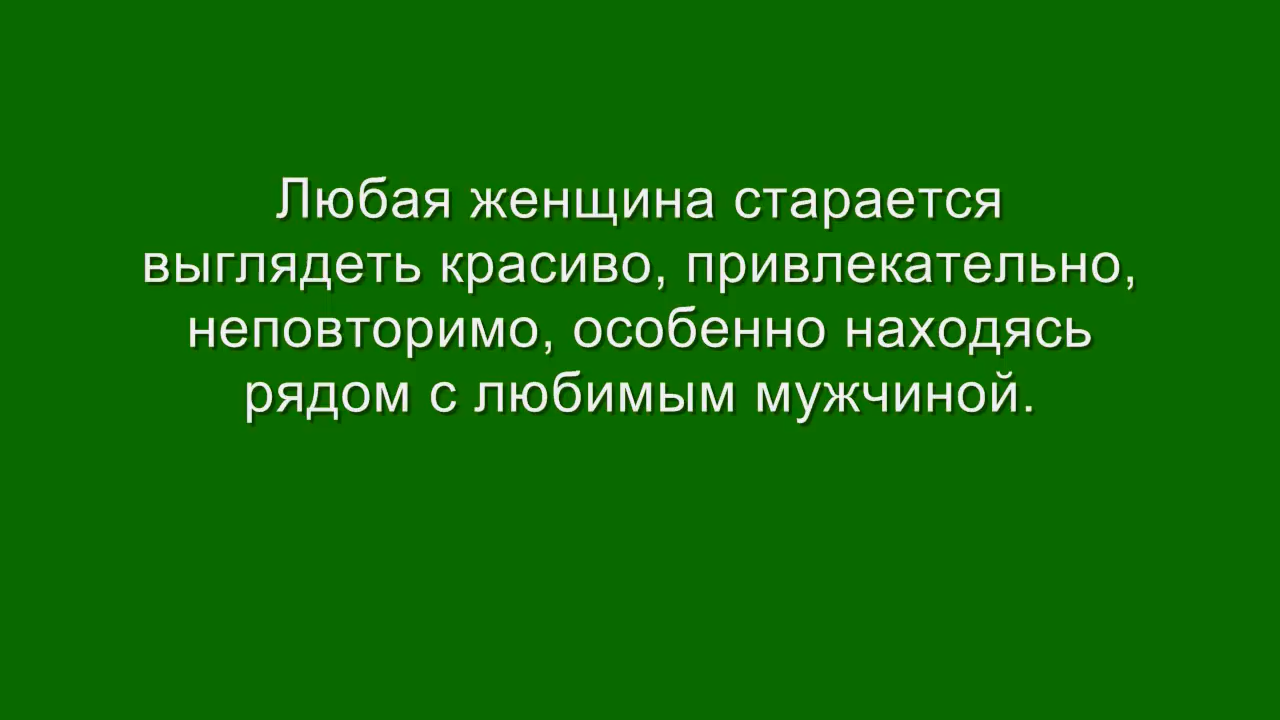 Любая женщина старается
выглядеть красиво, привлекательно,
неповторимо, особенно находясь
рядом с любимым мужчиной.